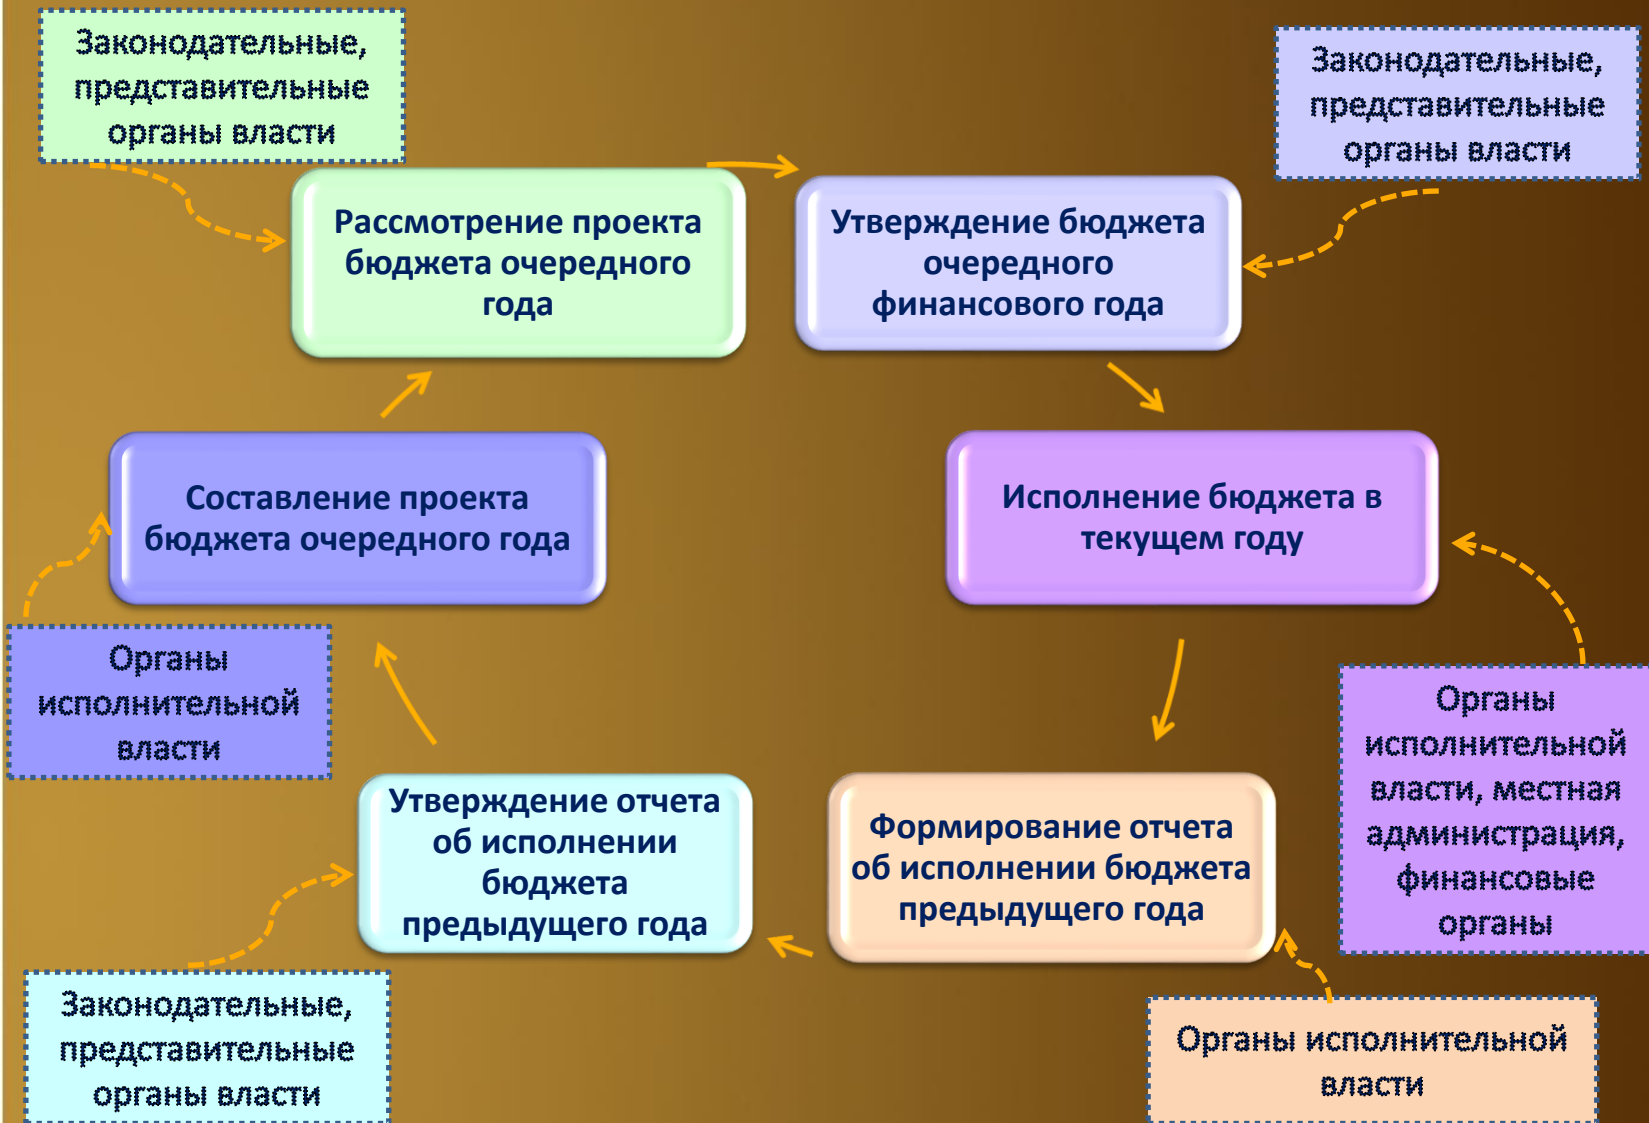 Законодательные,
представительные
органы власти
Законодательные,
представительные
органы власти
Рассмотрение проекта
бюджета очередного
года
Утверждение бюджета
очередного
финансового года
Составление проекта
бюджета очередного года
Исполнение бюджета в
текущем году
Органы
исполнительной
власти
Органы
исполнительной
власти, местная
администрация,
финансовые
органы
Утверждение отчета
об исполнении
бюджета
предыдущего года
Формирование отчета
об исполнении бюджета
предыдущего года
Законодательные,
представительные
органы власти
Органы исполнительной
власти